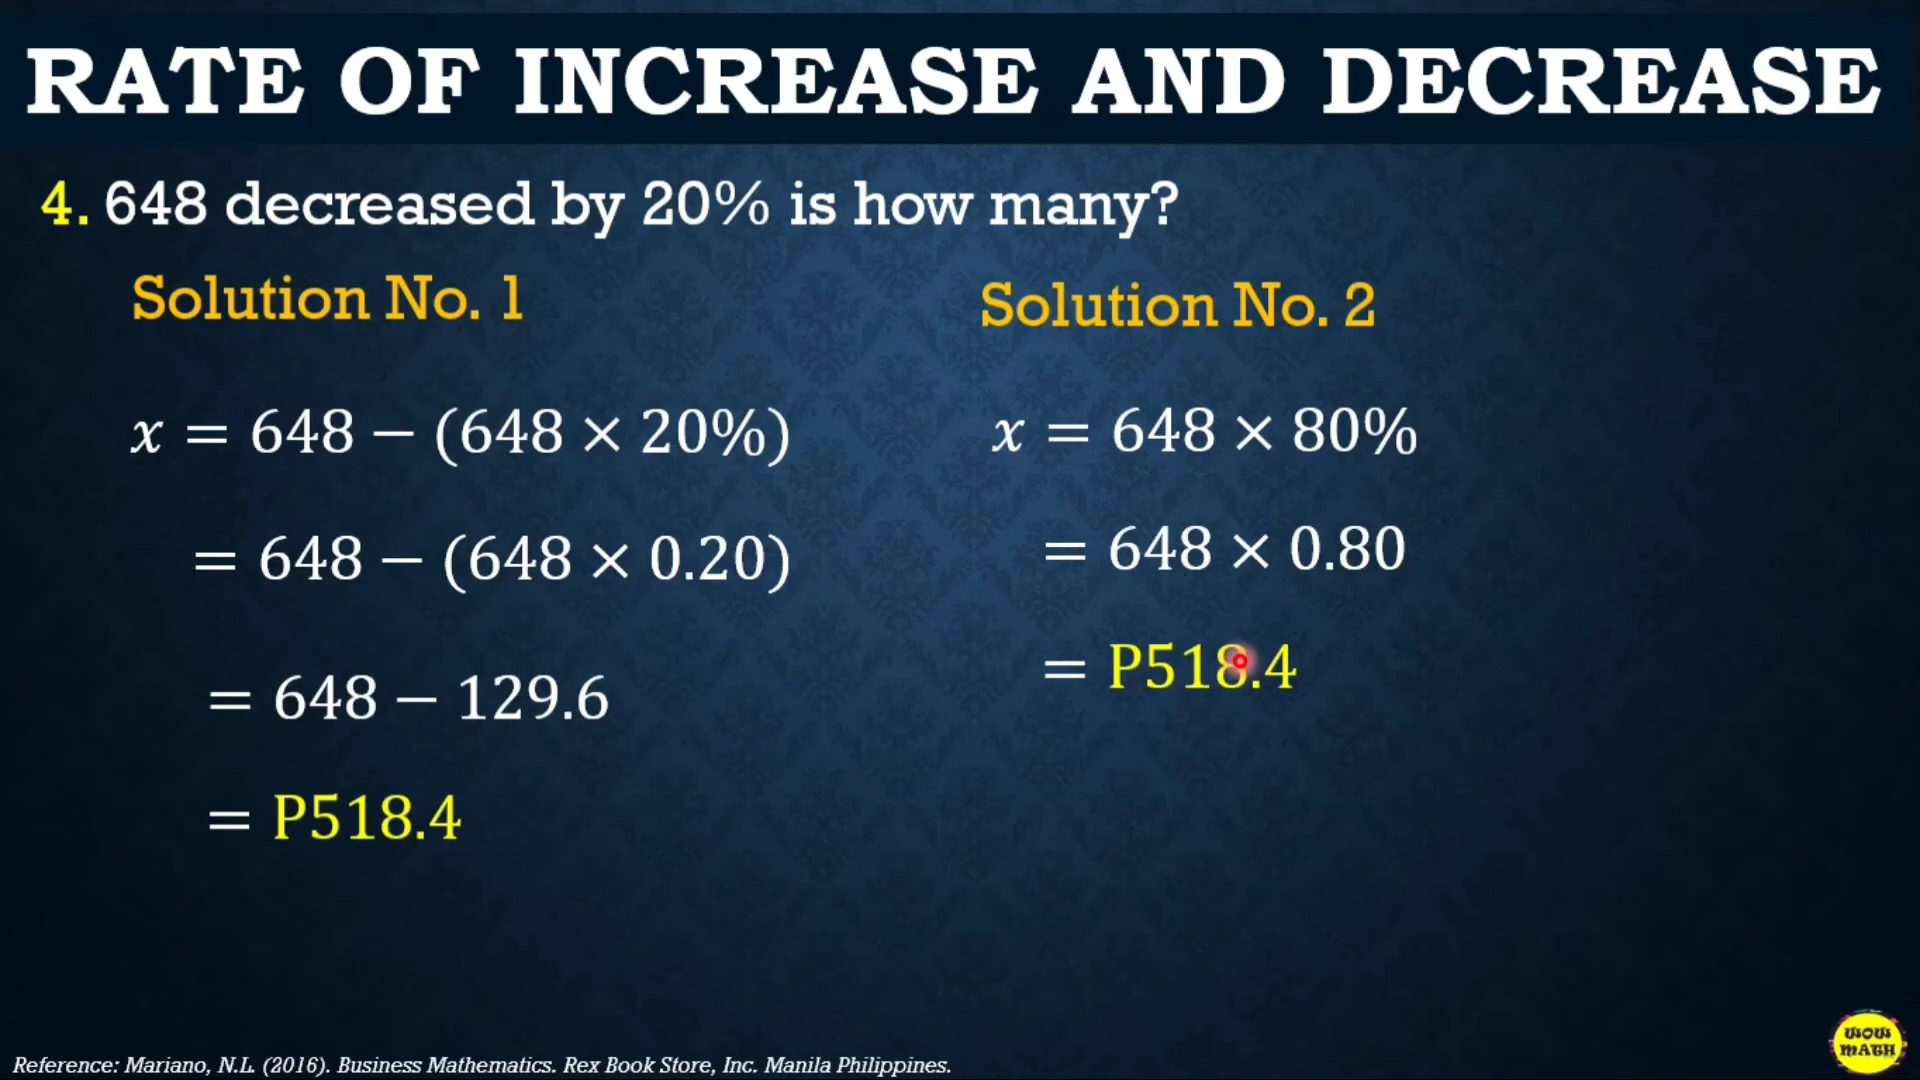 RATE OF INCREASE AND DECREASE
4. 648 decreased by 20% is how many?
Solution No. 1
x = 648 − (648 × 20%)
= 648 − (648 × 0.20)
= 648 − 129.6
= P518.4
Solution No. 2
x = 648 × 80%
= 648 × 0.80
= P518.4
Reference: Mariano, N.L. (2016). Business Mathematics. Rex Book Store, Inc. Manila Philippines.
WOW
MATH